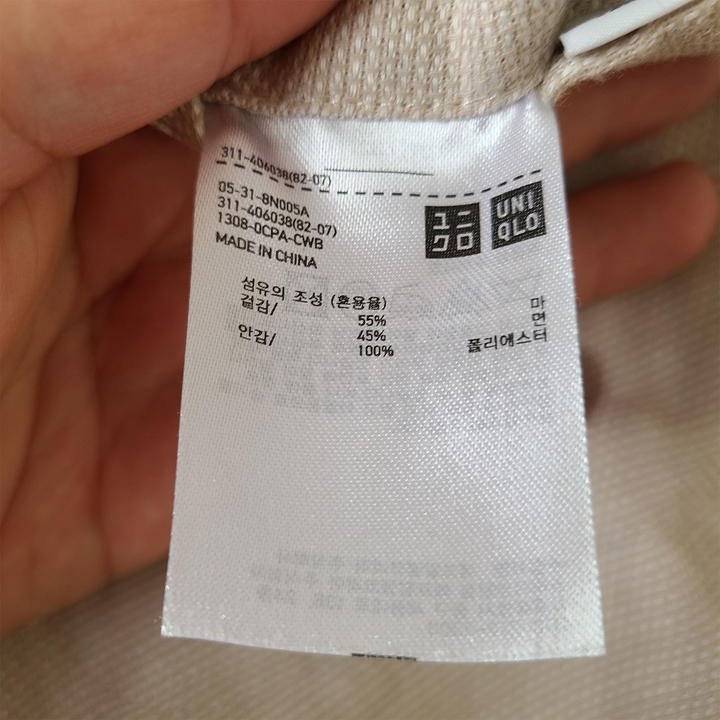 311-406038(82-07)
05-31-8N005A
311-406038(82-07)
1308-0CPA-CWB
MADE IN CHINA
ユニ
クロ
UNI
QLO
섬유의 조성 (혼용율)
겉감/ 55% 마
45% 면
안감/ 100% 폴리에스터